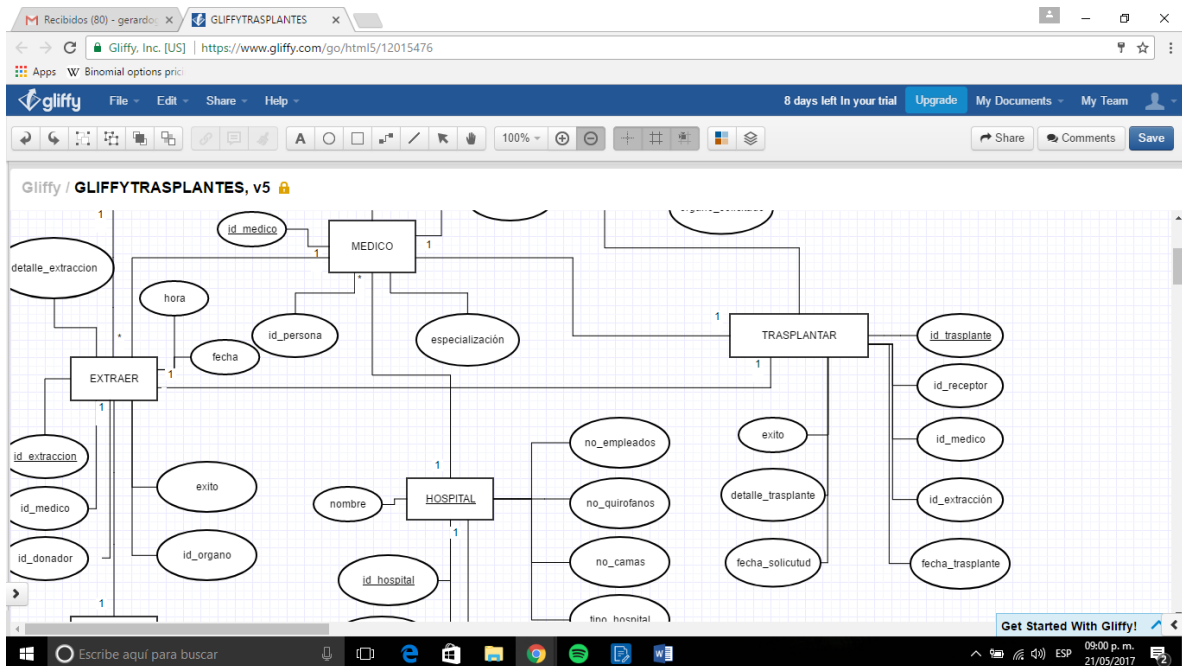 Recibidos (80) - gerardo
GLIFFYTRASPLANTES
Gliffy, Inc. [US] | https://www.gliffy.com/go/html5/12015476
Apps W Binomial options pric
gliffy File Edit Share Help 8 days left In your trial Upgrade My Documents My Team
A 100% Share Comments Save
Gliffy / GLIFFYTRASPLANTES, v5
1
id_medico
MEDICO
1
1
detalle_extraccion
*
hora
id_persona
especialización
1
TRASPLANTAR
id_trasplante
*
fecha
EXTRAER
1
1
id_receptor
1
no_empleados
exito
id_medico
id_extraccion
1
exito
nombre
HOSPITAL
no_quirofanos
detalle_trasplante
id_extracción
id_medico
1
id_donador
id_organo
no_camas
fecha_solicutud
fecha_trasplante
id_hospital
1
tipo_hospital
Get Started With Gliffy!
Escribe aquí para buscar
ESP
09:00 p. m.
21/05/2017
2